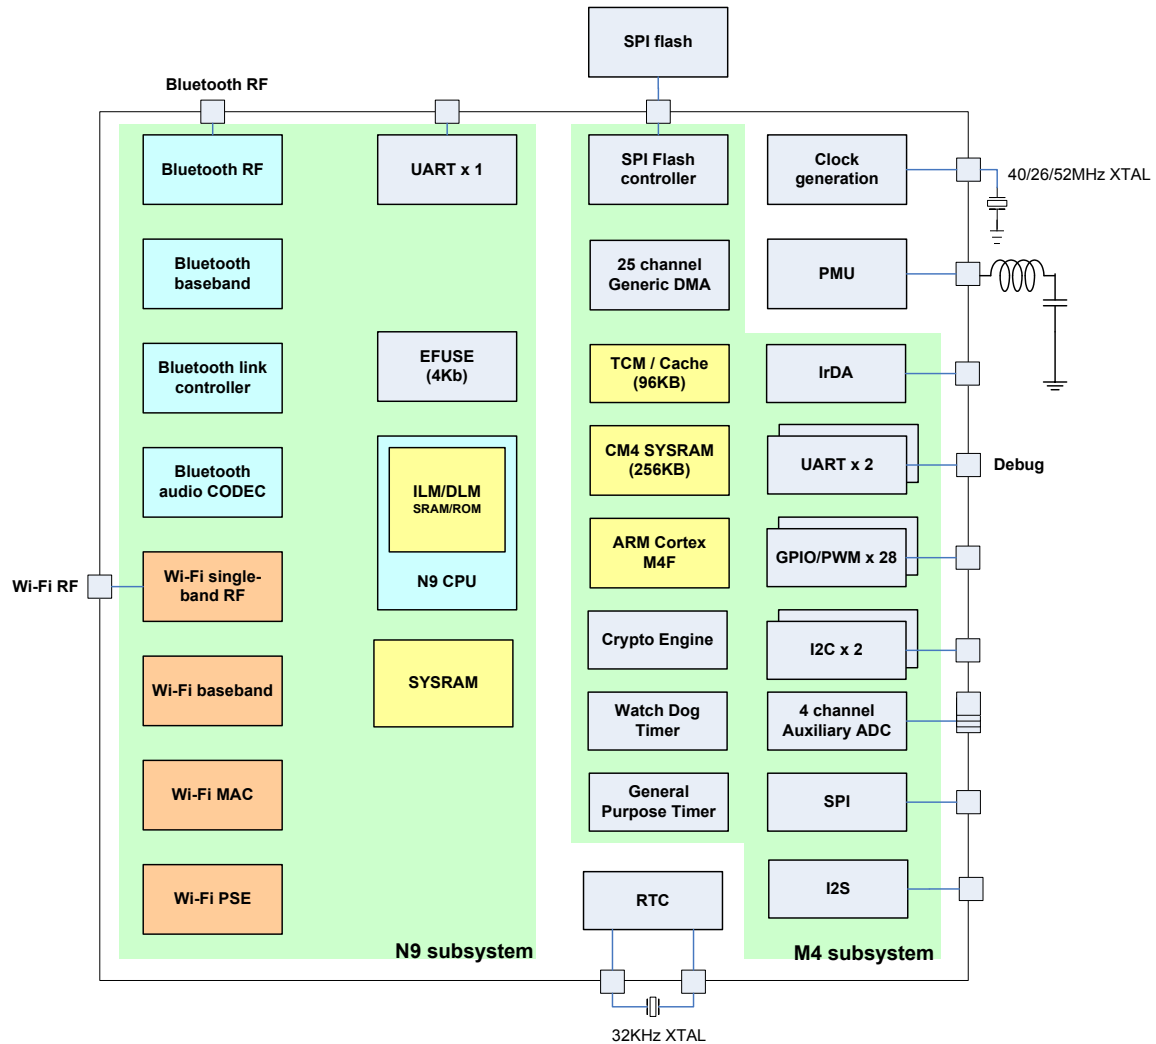 SPI flash
Bluetooth RF
Bluetooth RF
UART x 1
SPI Flash
controller
Clock
generation
40/26/52MHz XTAL
Bluetooth
baseband
25 channel
Generic DMA
PMU
Bluetooth link
controller
EFUSE
(4Kb)
TCM / Cache
(96KB)
IrDA
Bluetooth
audio CODEC
ILM/DLM
SRAM/ROM
N9 CPU
CM4 SYSRAM
(256KB)
UART x 2
Debug
Wi-Fi RF
Wi-Fi single-
band RF
ARM Cortex
M4F
GPIO/PWM x 28
Wi-Fi baseband
SYSRAM
Crypto Engine
I2C x 2
Watch Dog
Timer
4 channel
Auxiliary ADC
Wi-Fi MAC
General
Purpose Timer
SPI
Wi-Fi PSE
RTC
I2S
N9 subsystem
M4 subsystem
32KHz XTAL